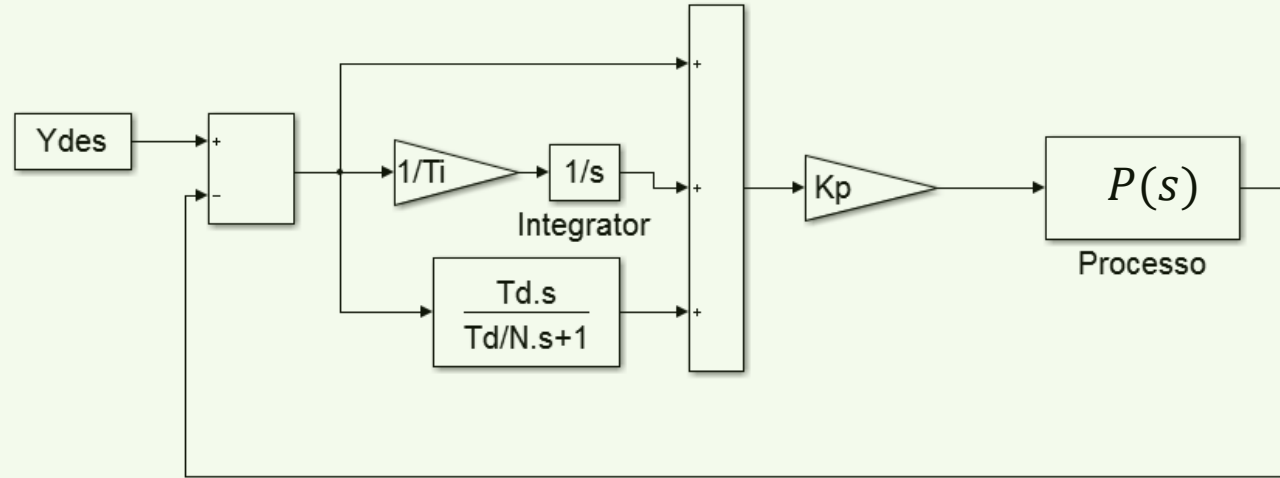 Ydes
+
−
1/Ti
1/s
Integrator
Td.s
Td/N.s+1
+
+
+
Kp
P(s)
Processo